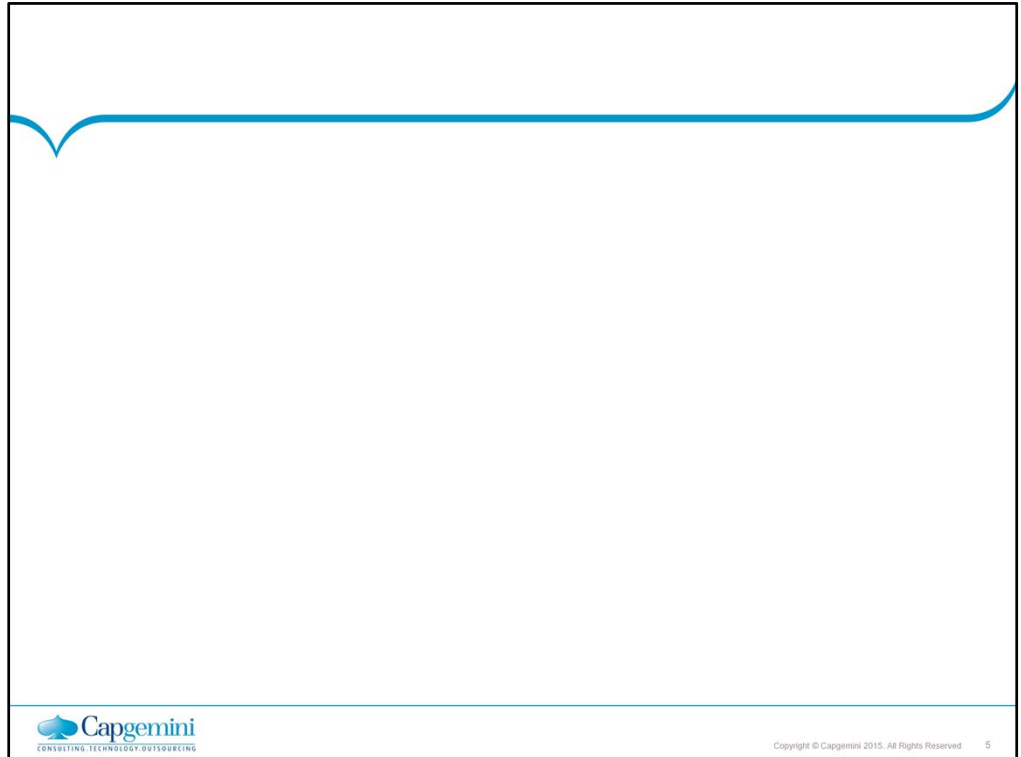 Capgemini
CONSULTING.TECHNOLOGY.OUTSOURCING
Copyright © Capgemini 2015. All Rights Reserved 5